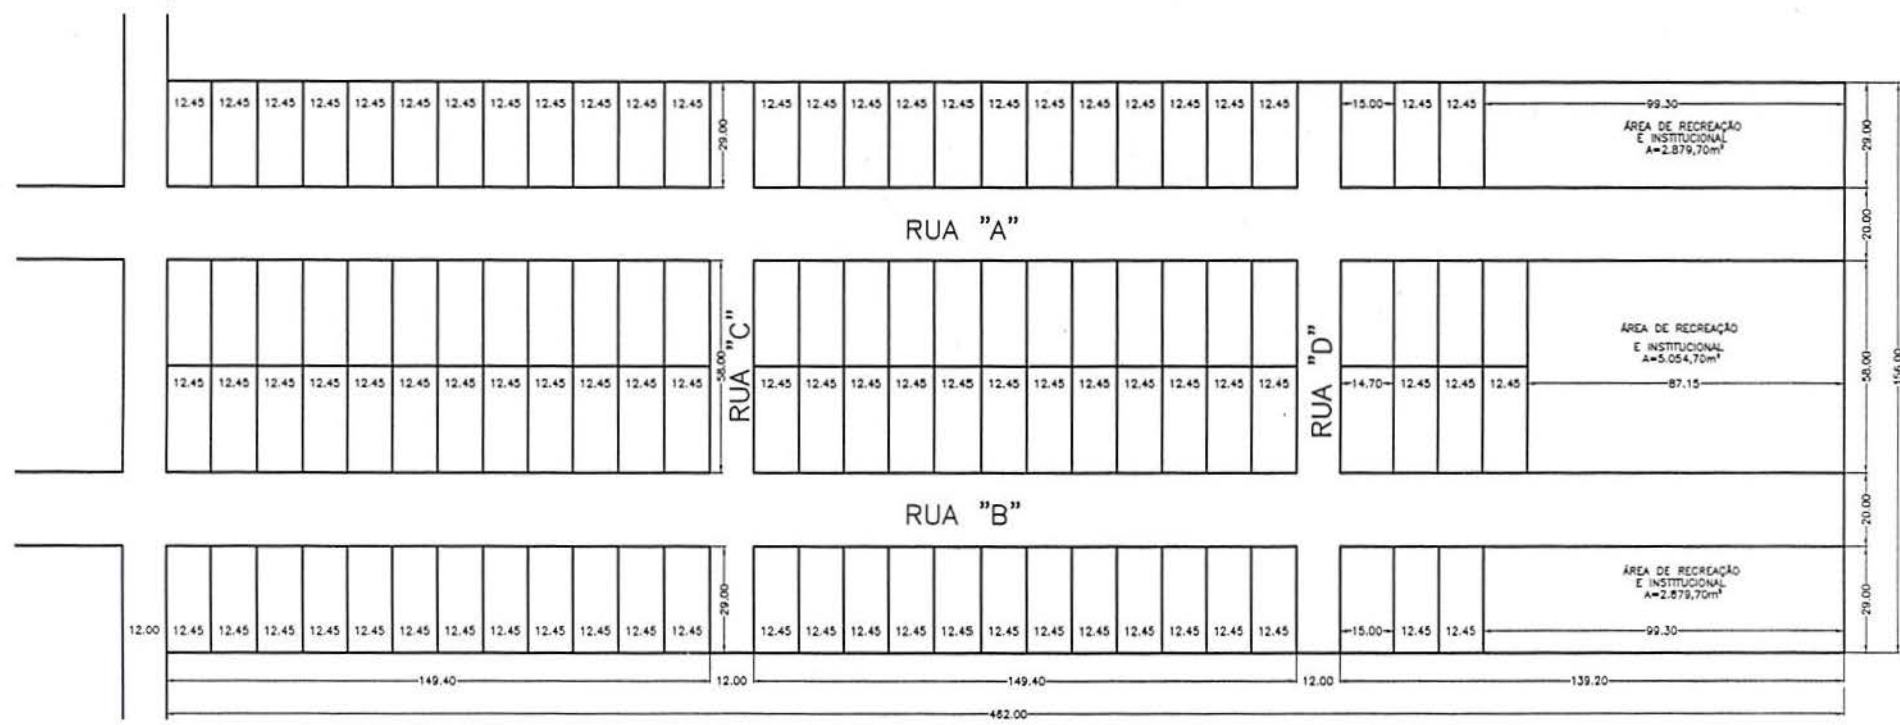 12.45 12.45 12.45 12.45 12.45 12.45 12.45 12.45 12.45 12.45 12.45 12.45 29.00 12.45 12.45 12.45 12.45 12.45 12.45 12.45 12.45 12.45 12.45 12.45 12.45 15.00 12.45 12.45 99.30
ÁREA DE RECREAÇÃO
E INSTITUCIONAL
A=2.879,70m²
29.00
RUA "A"
20.00
RUA "C"
58.00
RUA "D"
ÁREA DE RECREAÇÃO
E INSTITUCIONAL
A=5.054,70m²
58.00
156.00
12.45 12.45 12.45 12.45 12.45 12.45 12.45 12.45 12.45 12.45 12.45 12.45 12.45 12.45 12.45 12.45 12.45 12.45 12.45 12.45 12.45 12.45 12.45 12.45 14.70 12.45 12.45 12.45 87.15
RUA "B"
20.00
ÁREA DE RECREAÇÃO
E INSTITUCIONAL
A=2.879,70m²
29.00
29.00
12.00 12.45 12.45 12.45 12.45 12.45 12.45 12.45 12.45 12.45 12.45 12.45 12.45 12.45 12.45 12.45 12.45 12.45 12.45 12.45 12.45 12.45 12.45 12.45 12.45 15.00 12.45 12.45 99.30
149.40 12.00 149.40 12.00 139.20
462.00